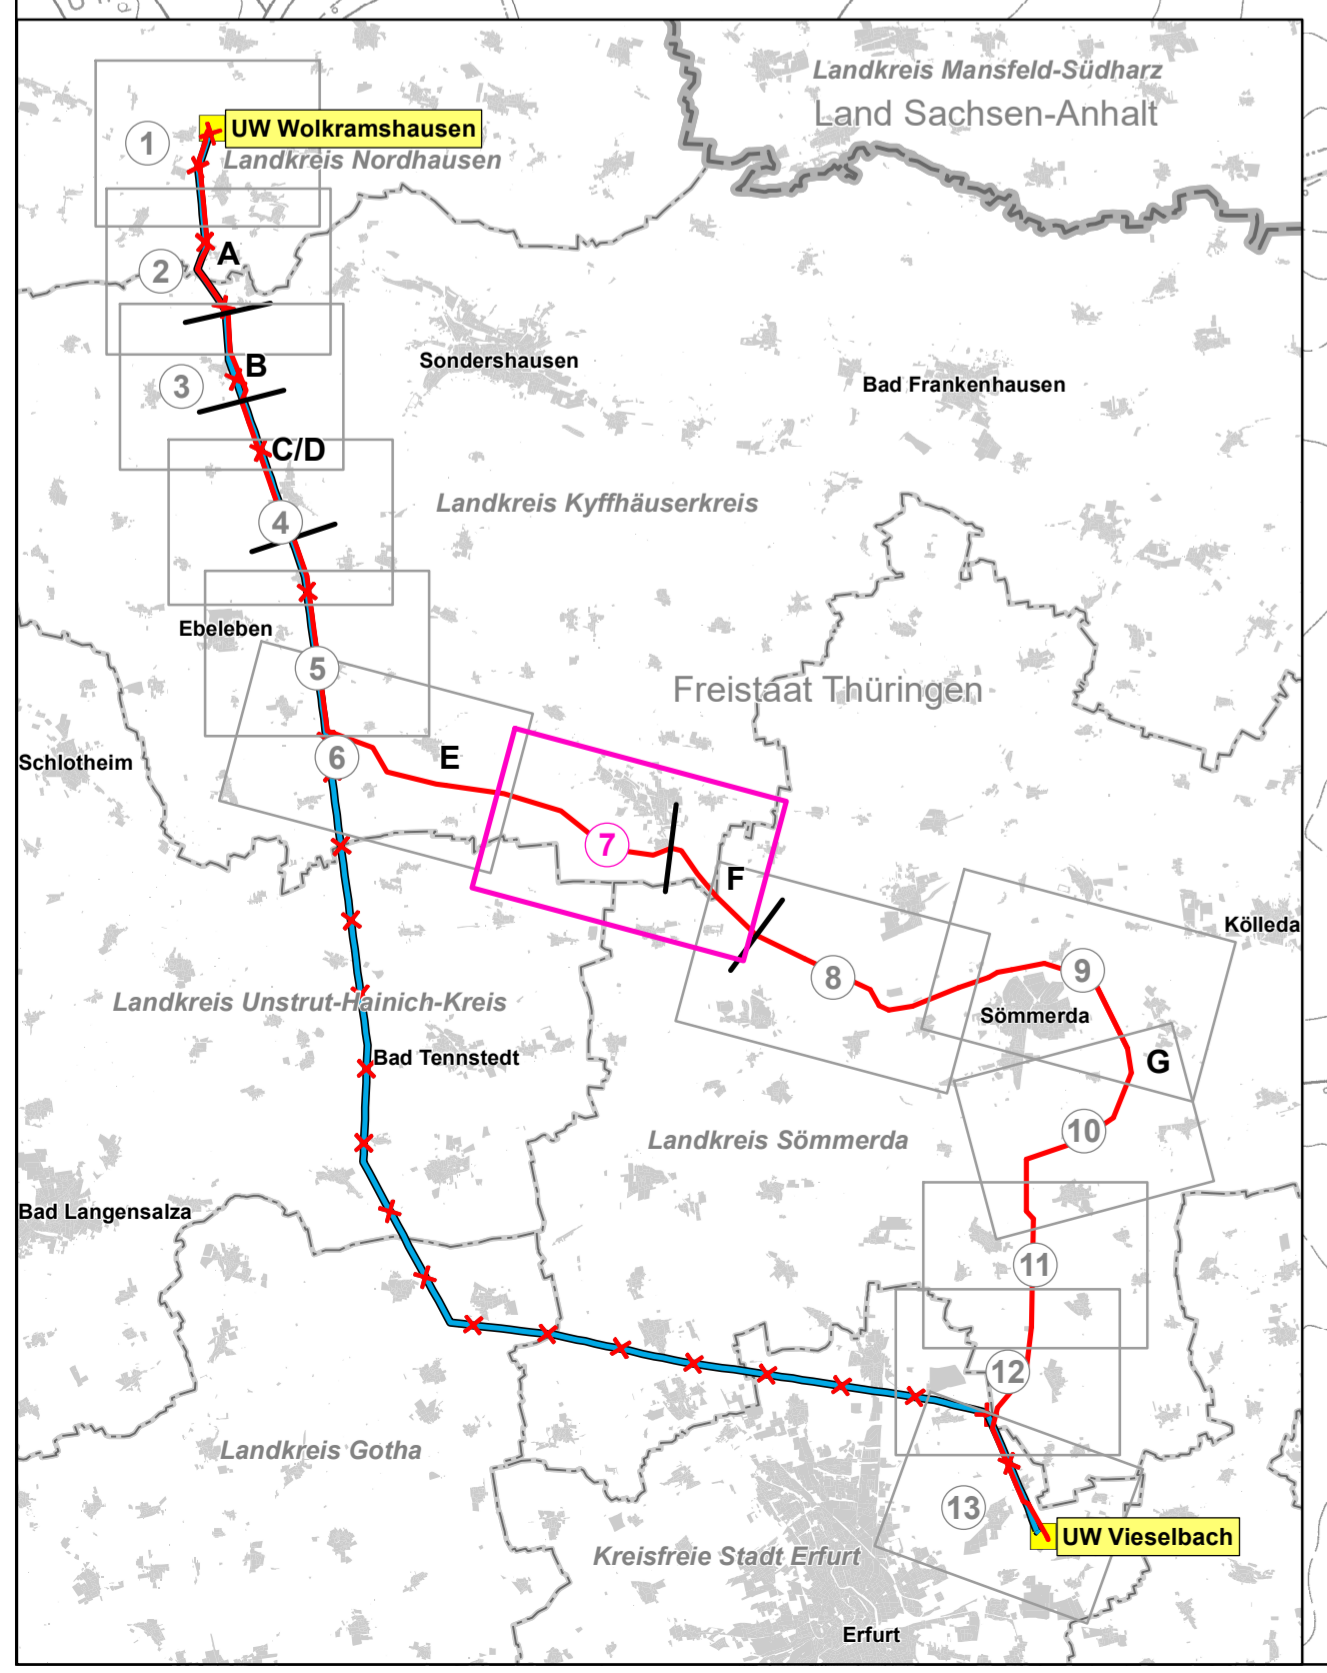 Landkreis Mansfeld-Südharz
Land Sachsen-Anhalt
UW Wolkramshausen
1
Landkreis Nordhausen
A
2
B
3
Sondershausen
Bad Frankenhausen
C/D
Landkreis Kyffhäuserkreis
4
Ebeleben
5
Freistaat Thüringen
Schlotheim
6
E
7
F
Kölleda
8
9
Landkreis Unstrut-Hainich-Kreis
Sömmerda
Bad Tennstedt
G
10
Landkreis Sömmerda
Bad Langensalza
11
12
Landkreis Gotha
13
UW Vieselbach
Kreisfreie Stadt Erfurt
Erfurt